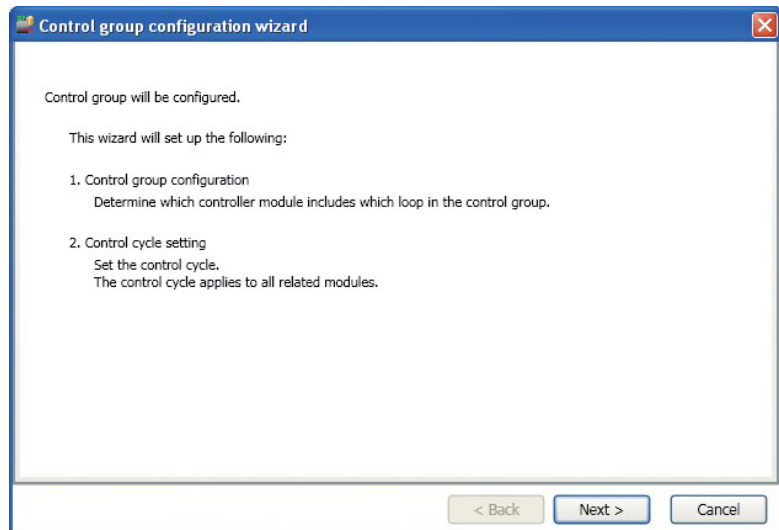 Control group configuration wizard
Control group will be configured.
This wizard will set up the following:
1. Control group configuration
Determine which controller module includes which loop in the control group.
2. Control cycle setting
Set the control cycle.
The control cycle applies to all related modules.
< Back Next > Cancel